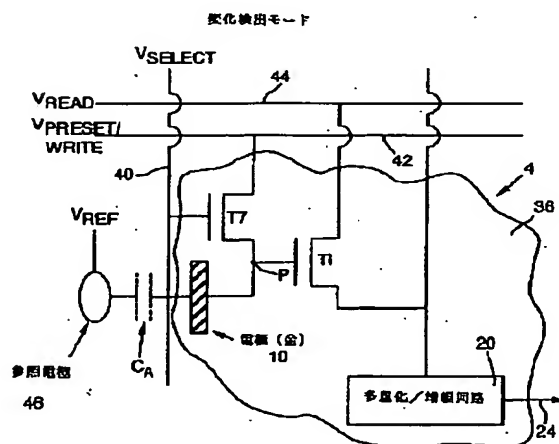 変化検出モード
VSELECT
44
VREAD
VPRESET/
WRITE
40
42
4
36
VREF
T7
T1
P
参照電極
46
CA
電極（金）
10
20
多重化／増幅回路
24